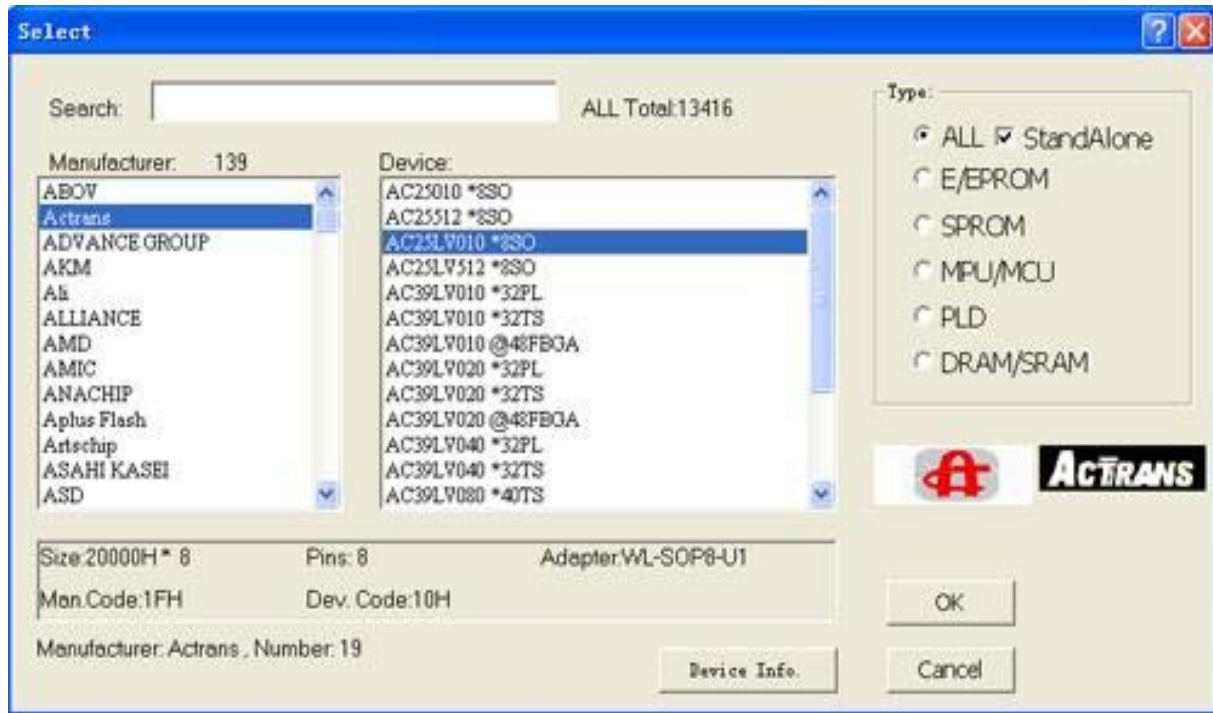 Select
Search:
ALL Total:13416
Manufacturer: 139
ABOV
Actrans
ADVANCE GROUP
AKM
Ali
ALLIANCE
AMD
AMIC
ANACHIP
Aplus Flash
Artschip
ASAHI KASEI
ASD
Device:
AC25010 *8SO
AC25512 *8SO
AC25LV010 *8SO
AC25LV512 *8SO
AC39LV010 *32PL
AC39LV010 *32TS
AC39LV010 @48FBGA
AC39LV020 *32PL
AC39LV020 *32TS
AC39LV020 @48FBGA
AC39LV040 *32PL
AC39LV040 *32TS
AC39LV080 *40TS
Type:
ALL StandAlone
E/EPROM
SPROM
MPU/MCU
PLD
DRAM/SRAM
ACTRANS
Size:20000H * 8 Pins: 8 Adapter:WL-SOP8-U1
Man.Code:1FH Dev. Code:10H
Manufacturer: Actrans , Number: 19
Device Info.
OK
Cancel